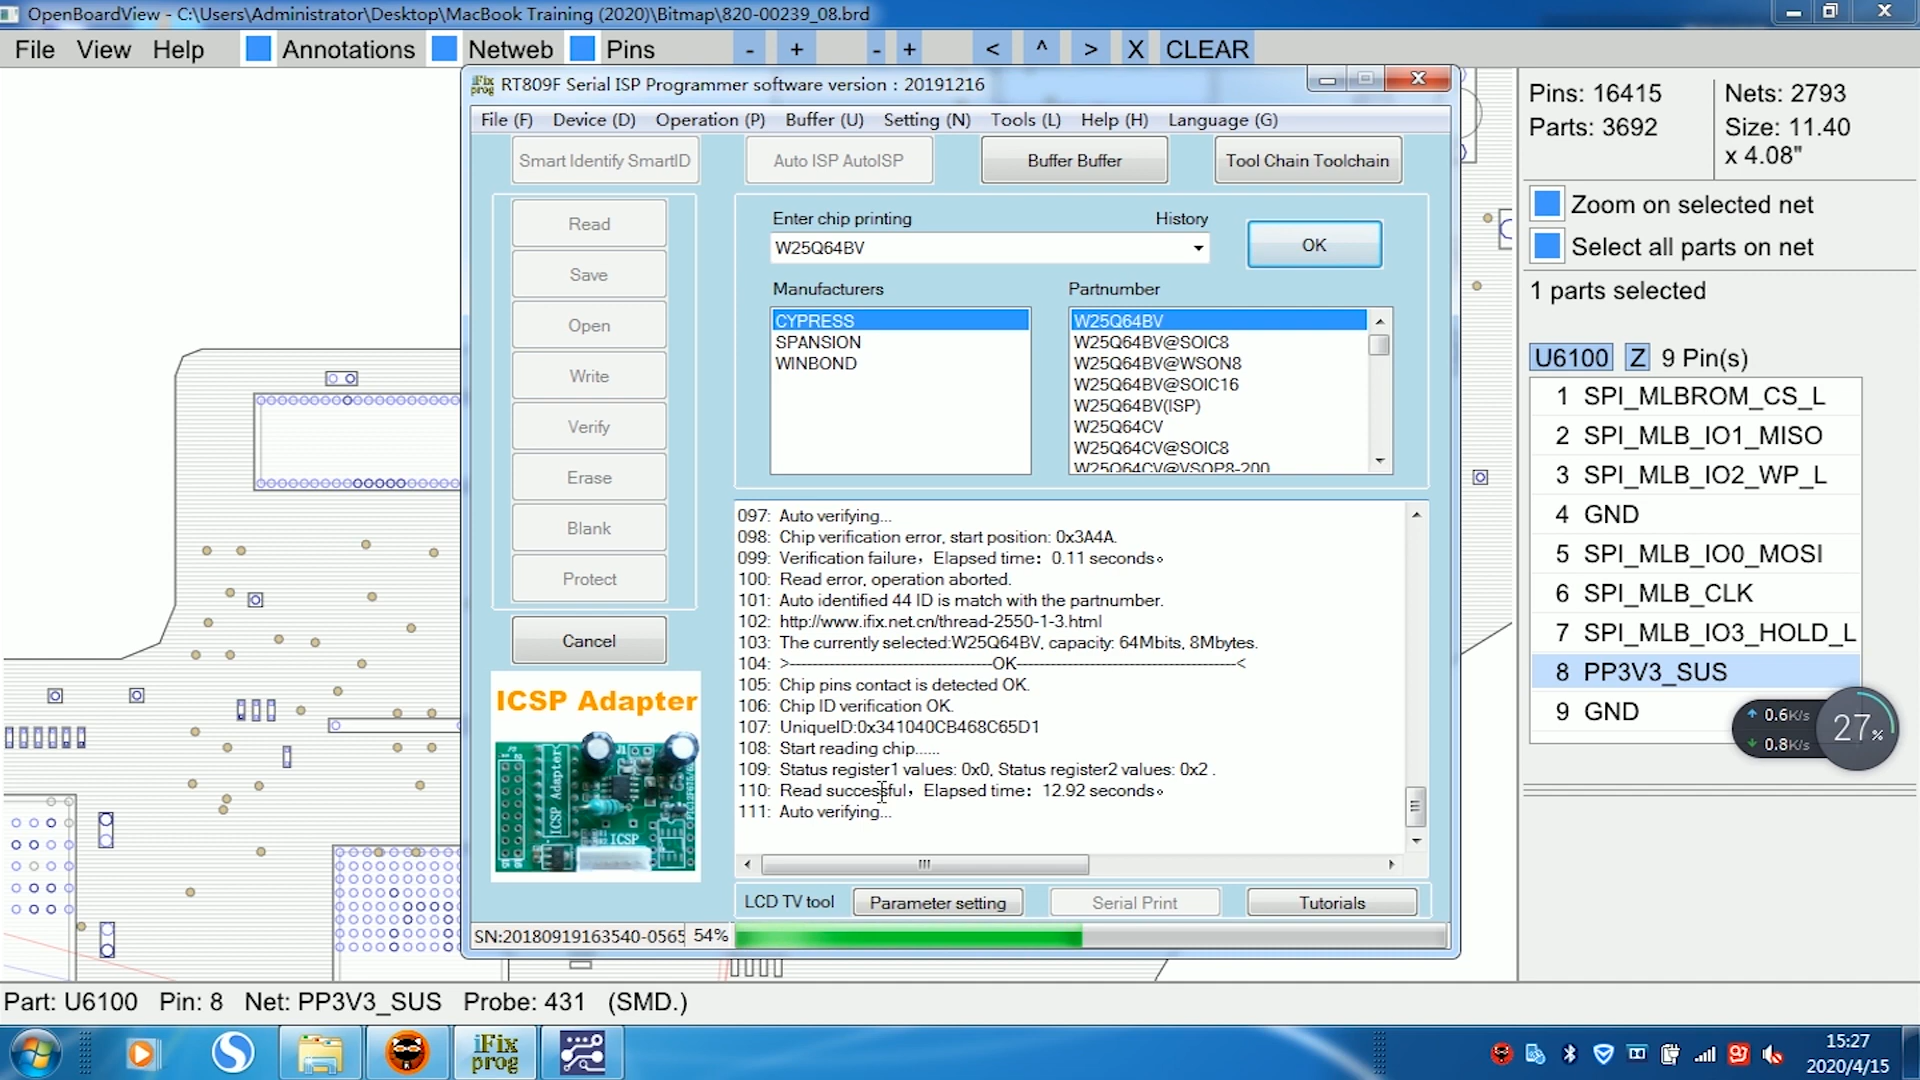 OpenBoardView - C:\Users\Administrator\Desktop\MacBook Training (2020)\Bitmap\820-00239_08.brd
File View Help Annotations Netweb Pins - + - + < ^ > X CLEAR
RT809F Serial ISP Programmer software version : 20191216
File (F) Device (D) Operation (P) Buffer (U) Setting (N) Tools (L) Help (H) Language (G)
Smart Identify SmartID
Auto ISP AutoISP
Buffer Buffer
Tool Chain Toolchain
Read
Save
Open
Write
Verify
Erase
Blank
Protect
Cancel
Enter chip printing
History
W25Q64BV
OK
Manufacturers
CYPRESS
SPANSION
WINBOND
Partnumber
W25Q64BV
W25Q64BV@SOIC8
W25Q64BV@WSON8
W25Q64BV@SOIC16
W25Q64BV(ISP)
W25Q64CV
W25Q64CV@SOIC8
W25Q64CV@VSOP8-200
097: Auto verifying...
098: Chip verification error, start position: 0x3A4A.
099: Verification failure，Elapsed time：0.11 seconds。
100: Read error, operation aborted.
101: Auto identified 44 ID is match with the partnumber.
102: http://www.ifix.net.cn/thread-2550-1-3.html
103: The currently selected:W25Q64BV, capacity: 64Mbits, 8Mbytes.
104: >------------------------------------OK---------------------------------------<
105: Chip pins contact is detected OK.
106: Chip ID verification OK.
107: UniqueID:0x341040CB468C65D1
108: Start reading chip......
109: Status register1 values: 0x0, Status register2 values: 0x2 .
110: Read successful，Elapsed time：12.92 seconds。
111: Auto verifying...
ICSP Adapter
ICSP Adapter
ICSP
J1
LCD TV tool
Parameter setting
Serial Print
Tutorials
SN:20180919163540-0565
54%
Pins: 16415
Parts: 3692
Nets: 2793
Size: 11.40
x 4.08"
Zoom on selected net
Select all parts on net
1 parts selected
U6100 Z 9 Pin(s)
1 SPI_MLBROM_CS_L
2 SPI_MLB_IO1_MISO
3 SPI_MLB_IO2_WP_L
4 GND
5 SPI_MLB_IO0_MOSI
6 SPI_MLB_CLK
7 SPI_MLB_IO3_HOLD_L
8 PP3V3_SUS
9 GND
0.6K/s
0.8K/s
27%
Part: U6100 Pin: 8 Net: PP3V3_SUS Probe: 431 (SMD.)
iFix
prog
15:27
2020/4/15